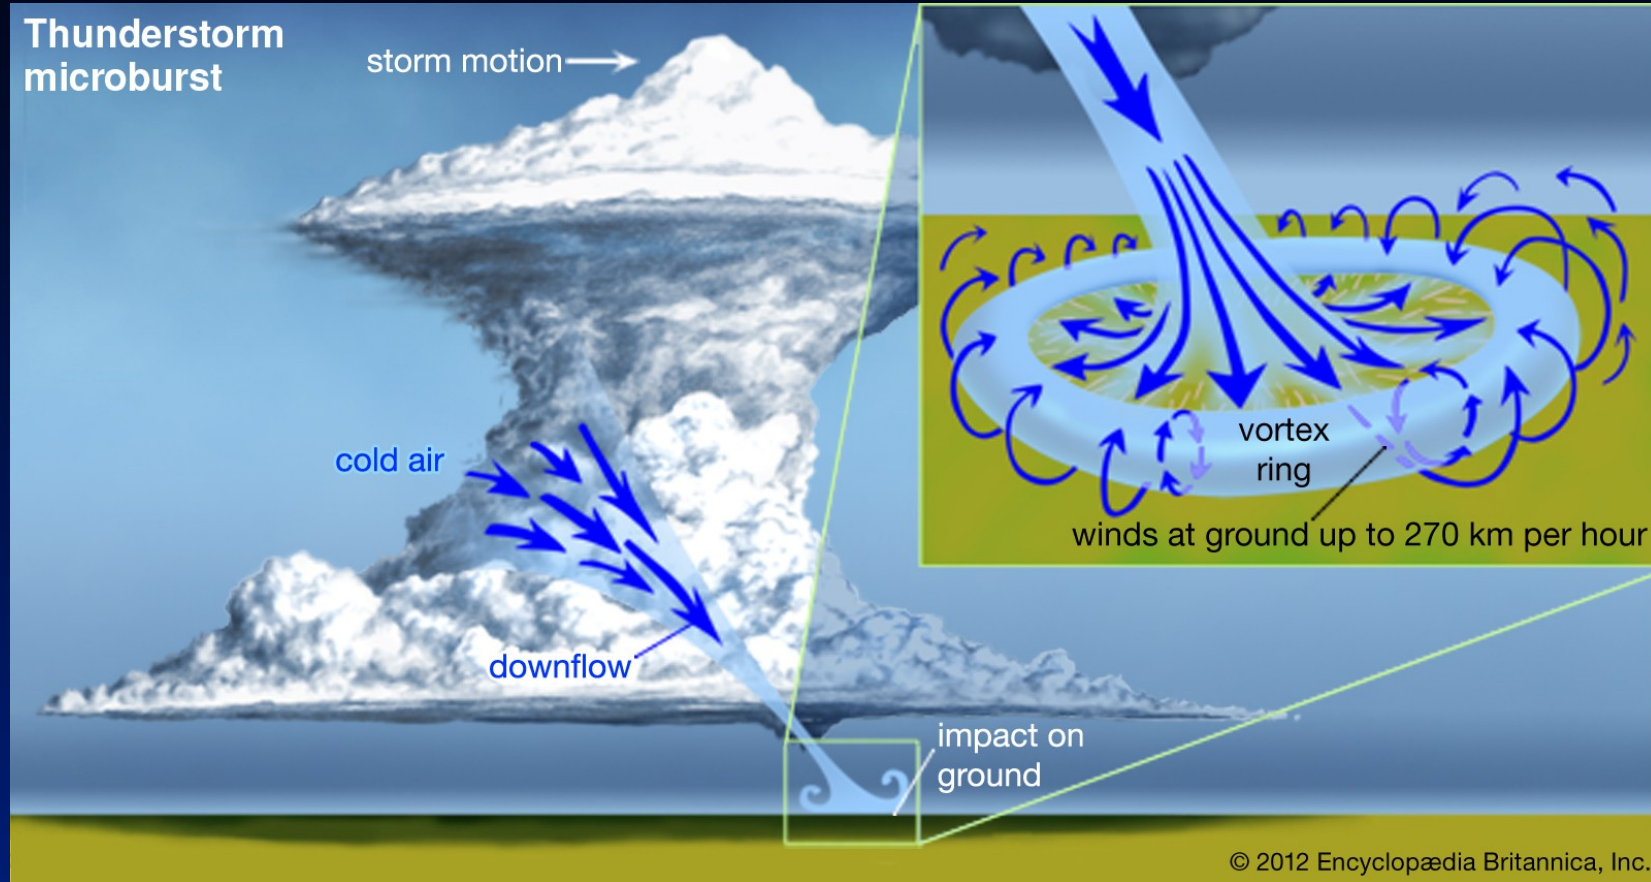 Thunderstorm
microburst
storm motion
cold air
downflow
impact on
ground
vortex
ring
winds at ground up to 270 km per hour
© 2012 Encyclopædia Britannica, Inc.